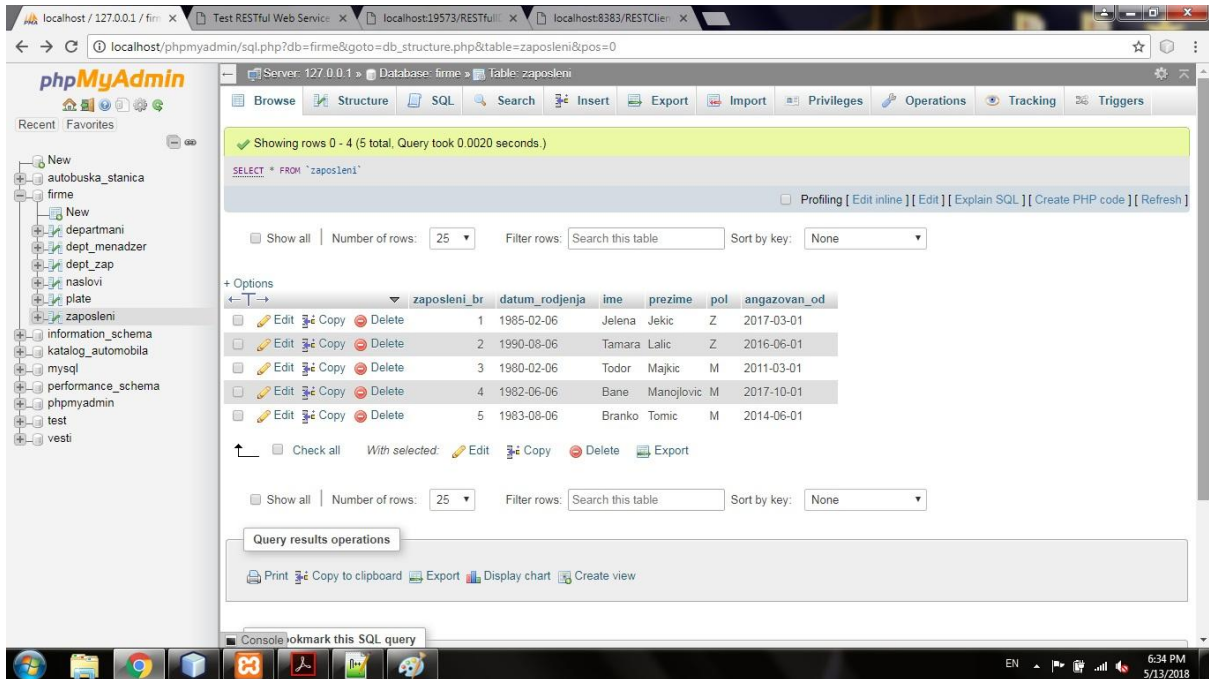 localhost / 127.0.0.1 / firm
Test RESTful Web Service
localhost:19573/RESTfull
localhost:8383/RESTClien
localhost/phpmyadmin/sql.php?db=firme&goto=db_structure.php&table=zaposleni&pos=0
phpMyAdmin
Recent Favorites
New
autobuska_stanica
firme
New
departmani
dept_menadzer
dept_zap
naslovi
plate
zaposleni
information_schema
katalog_automobila
mysql
performance_schema
phpmyadmin
test
vesti
Server: 127.0.0.1 » Database: firme » Table: zaposleni
Browse Structure SQL Search Insert Export Import Privileges Operations Tracking Triggers
Showing rows 0 - 4 (5 total, Query took 0.0020 seconds.)
SELECT * FROM `zaposleni`
Profiling [ Edit inline ] [ Edit ] [ Explain SQL ] [ Create PHP code ] [ Refresh ]
Show all | Number of rows: 25 Filter rows: Search this table Sort by key: None
+ Options
←T→ zaposleni_br datum_rodjenja ime prezime pol angazovan_od
Edit Copy Delete 1 1985-02-06 Jelena Jekic Z 2017-03-01
Edit Copy Delete 2 1990-08-06 Tamara Lalic Z 2016-06-01
Edit Copy Delete 3 1980-02-06 Todor Majkic M 2011-03-01
Edit Copy Delete 4 1982-06-06 Bane Manojlovic M 2017-10-01
Edit Copy Delete 5 1983-08-06 Branko Tomic M 2014-06-01
Check all With selected: Edit Copy Delete Export
Show all | Number of rows: 25 Filter rows: Search this table Sort by key: None
Query results operations
Print Copy to clipboard Export Display chart Create view
Console ookmark this SQL query
EN
6:34 PM
5/13/2018